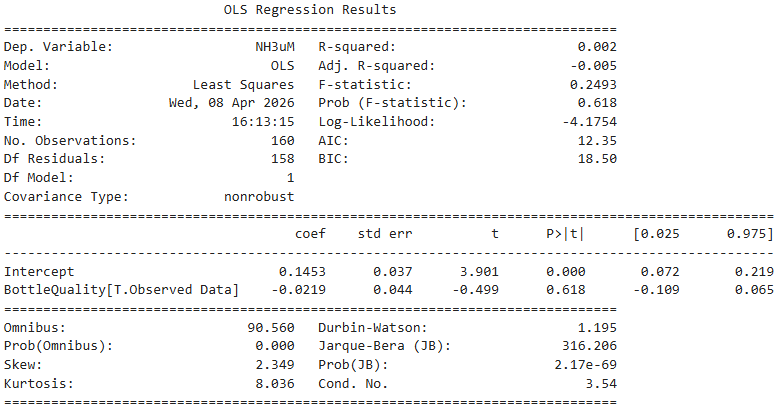 OLS Regression Results
==============================================================================
Dep. Variable:                  NH3uM   R-squared:                       0.002
Model:                            OLS   Adj. R-squared:                 -0.005
Method:                 Least Squares   F-statistic:                    0.2493
Date:                Wed, 08 Apr 2026   Prob (F-statistic):              0.618
Time:                        16:13:15   Log-Likelihood:                -4.1754
No. Observations:                 160   AIC:                             12.35
Df Residuals:                     158   BIC:                             18.50
Df Model:                           1
Covariance Type:            nonrobust
==================================================================================================
                                     coef    std err          t      P>|t|      [0.025      0.975]
--------------------------------------------------------------------------------------------------
Intercept                          0.1453      0.037      3.901      0.000       0.072       0.219
BottleQuality[T.Observed Data]    -0.0219      0.044     -0.499      0.618      -0.109       0.065
==============================================================================
Omnibus:                       90.560   Durbin-Watson:                   1.195
Prob(Omnibus):                  0.000   Jarque-Bera (JB):              316.206
Skew:                           2.349   Prob(JB):                     2.17e-69
Kurtosis:                       8.036   Cond. No.                         3.54
==============================================================================